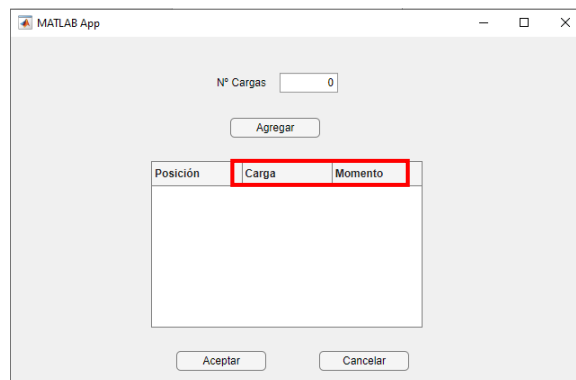 MATLAB App
Nº Cargas 0
Agregar
Posición Carga Momento
Aceptar Cancelar